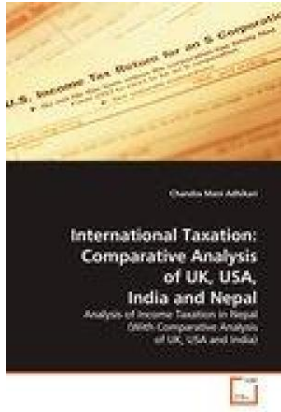 U.S. Income Tax Return for an S Corporation
Chandra Mani Adhikari
International Taxation:
Comparative Analysis
of UK, USA,
India and Nepal
Analysis of Income Taxation in Nepal
(With Comparative Analysis
of UK, USA and India)